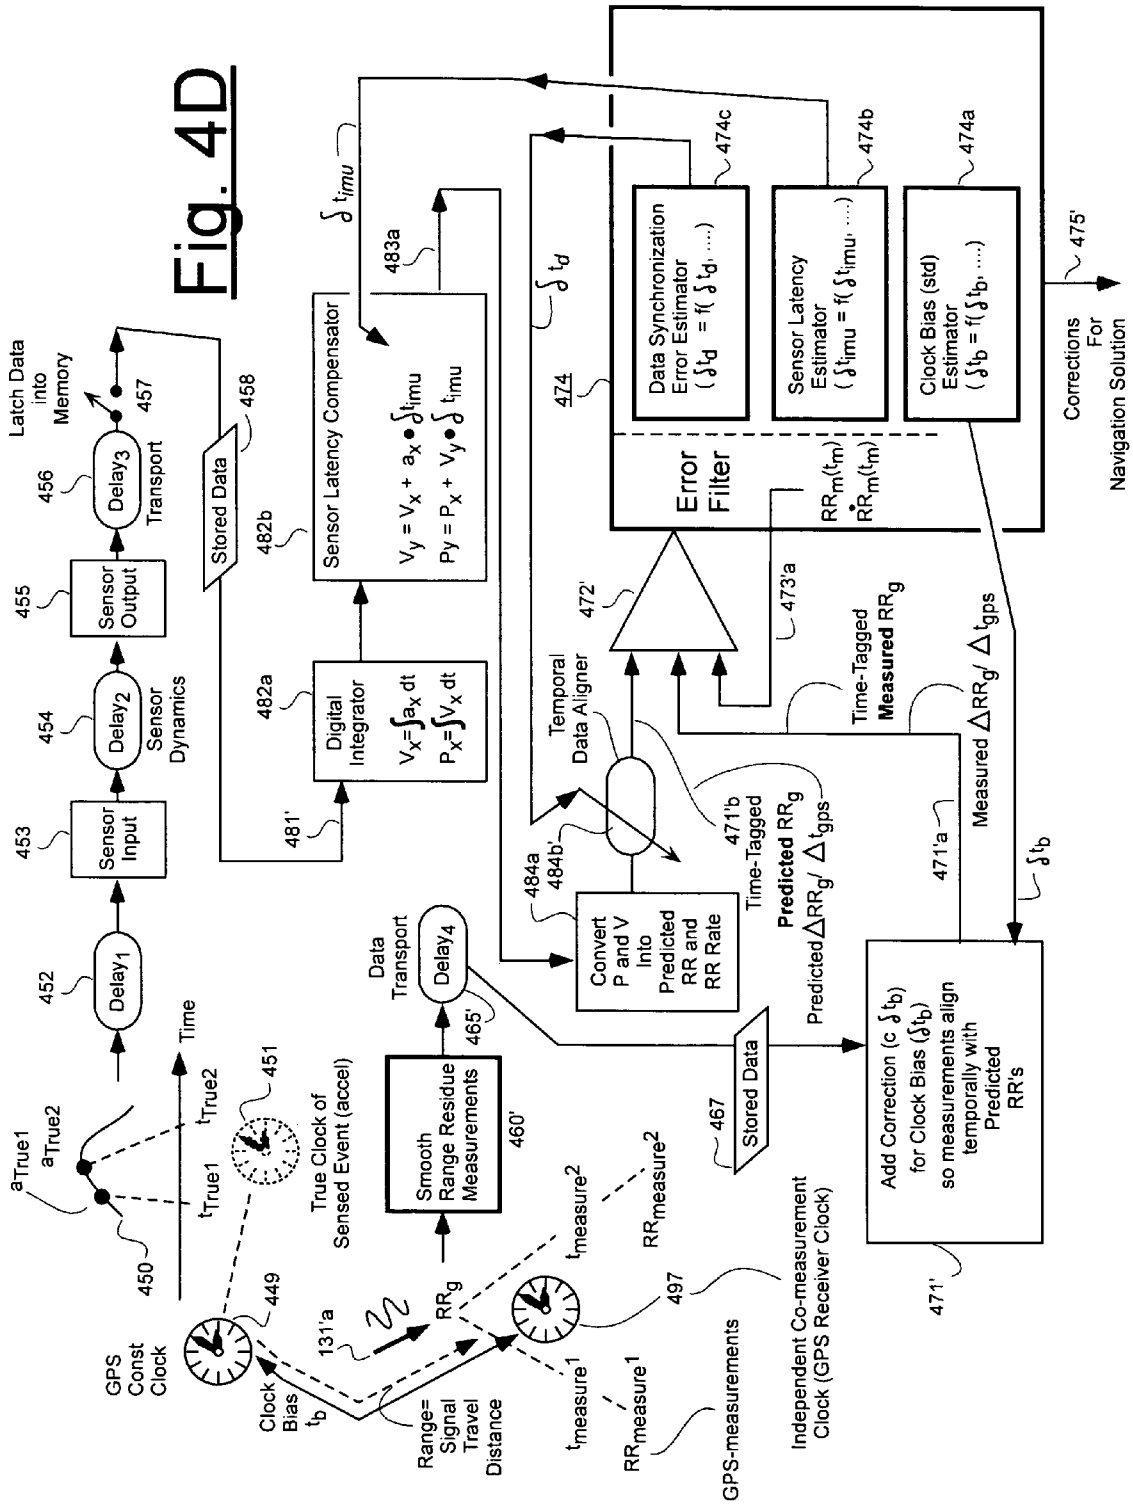 Fig. 4D
GPS
Const
Clock
449
450
aTrue1
aTrue2
tTrue1
tTrue2
Time
451
True Clock of
Sensed Event (accel)
452
Delay1
453
Sensor
Input
454
Delay2
Sensor
Dynamics
455
Sensor
Output
456
Delay3
Transport
Latch Data
into
Memory
457
458
Stored Data
481'
482a
Digital
Integrator
Vx=∫ax dt
Px=∫Vx dt
482b
Sensor Latency Compensator
Vy = Vx + ax • δtimu
Py = Px + Vy • δtimu
483a
δtimu
Clock
Bias
tb
Range=
Signal
Travel
Distance
131'a
RRg
Smooth
Range Residue
Measurements
460'
Data
Transport
Delay4
465'
467
Stored Data
tmeasure1
RRmeasure1
tmeasure2
RRmeasure2
GPS-measurements
497
Independent Co-measurement
Clock (GPS Receiver Clock)
484a
Convert
P and V
Into
Predicted
RR and
RR Rate
484b'
Temporal
Data Aligner
δtd
471'b
Time-Tagged
Predicted RRg
Predicted ΔRRg/ Δtgps
472'
473'a
Time-Tagged
Measured RRg
Measured ΔRRg/ Δtgps
471'a
δtb
471'
Add Correction (c δtb)
for Clock Bias (δtb)
so measurements align
temporally with
Predicted
RR's
474
Error
Filter
RRm(tm)
ṘRm(tm)
Data Synchronization
Error Estimator
( δtd = f( δtd, ....)
474c
Sensor Latency
Estimator
( δtimu = f( δtimu, ....)
474b
Clock Bias (std)
Estimator
( δtb = f( δtb, ....)
474a
475'
Corrections
For
Navigation Solution